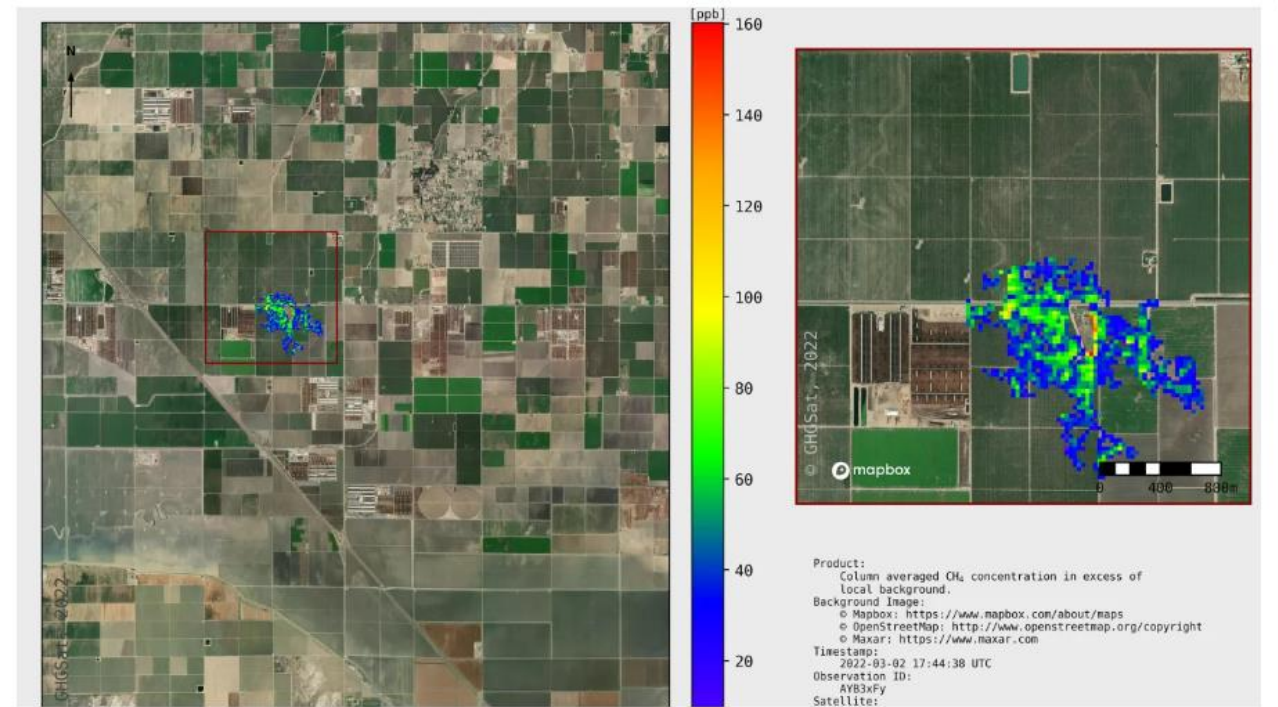 N
© GHGSat, 2022
[ppb]
160
140
120
100
80
60
40
20
© GHGSat, 2022
mapbox
0 400 800m
Product:
Column averaged CH₄ concentration in excess of
local background.
Background Image:
© Mapbox: https://www.mapbox.com/about/maps
© OpenStreetMap: http://www.openstreetmap.org/copyright
© Maxar: https://www.maxar.com
Timestamp:
2022-03-02 17:44:38 UTC
Observation ID:
AYB3xFy
Satellite: